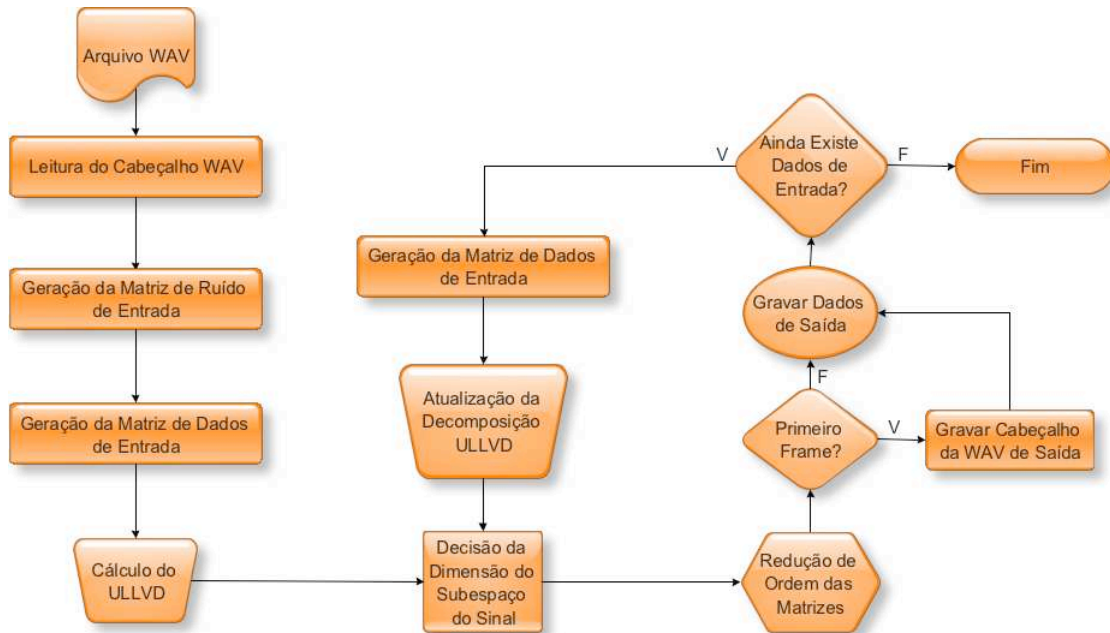 Arquivo WAV
Leitura do Cabeçalho WAV
Geração da Matriz de Ruído
de Entrada
Geração da Matriz de Dados
de Entrada
Cálculo do
ULLVD
Geração da Matriz de Dados
de Entrada
Atualização da
Decomposição
ULLVD
Decisão da
Dimensão do
Subespaço
do Sinal
Redução de
Ordem das
Matrizes
Primeiro
Frame?
V
F
Gravar Cabeçalho
da WAV de Saída
Gravar Dados
de Saída
Ainda Existe
Dados de
Entrada?
V
F
Fim